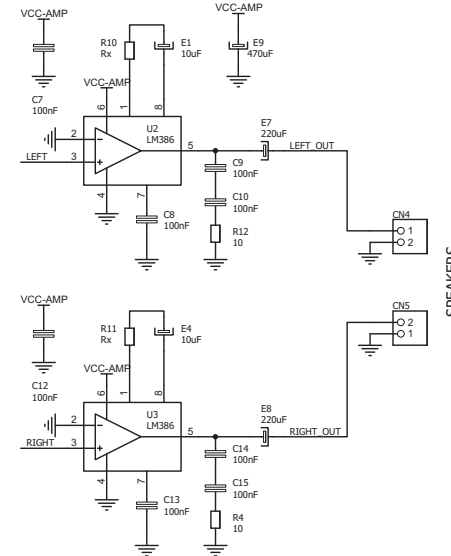 VCC-AMP
VCC-AMP
R10
Rx
E1
10uF
E9
470uF
C7
100nF
VCC-AMP
6
1
8
U2
LM386
2
LEFT
3
5
4
7
E7
220uF
LEFT_OUT
C9
100nF
C10
100nF
C8
100nF
R12
10
CN4
1
2
SPEAKERS
CN5
2
1
VCC-AMP
R11
Rx
E4
10uF
C12
100nF
VCC-AMP
6
1
8
U3
LM386
2
RIGHT
3
5
4
7
E8
220uF
RIGHT_OUT
C14
100nF
C15
100nF
C13
100nF
R4
10